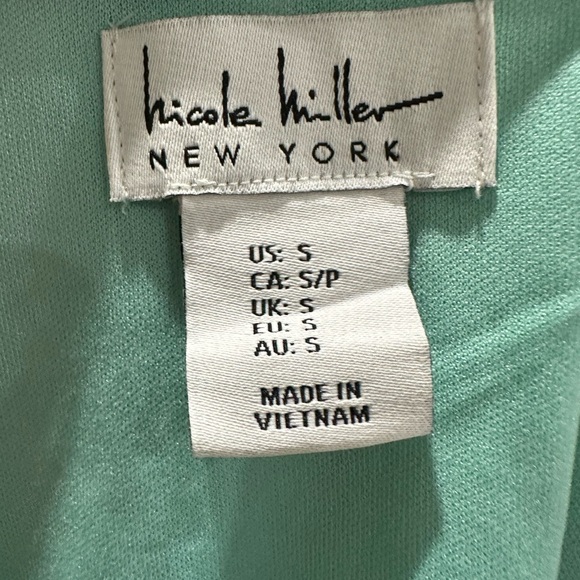 nicole miller
NEW YORK
US: S
CA: S/P
UK: S
EU: S
AU: S
MADE IN
VIETNAM